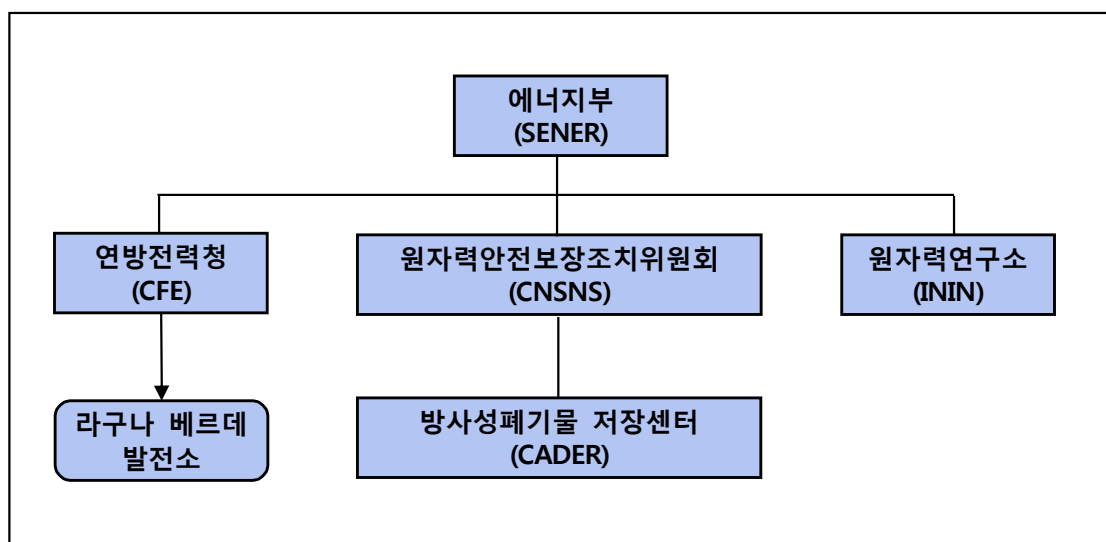 에너지부
(SENER)
연방전력청
(CFE)
원자력안전보장조치위원회
(CNSNS)
원자력연구소
(ININ)
라구나 베르데
발전소
방사성폐기물 저장센터
(CADER)